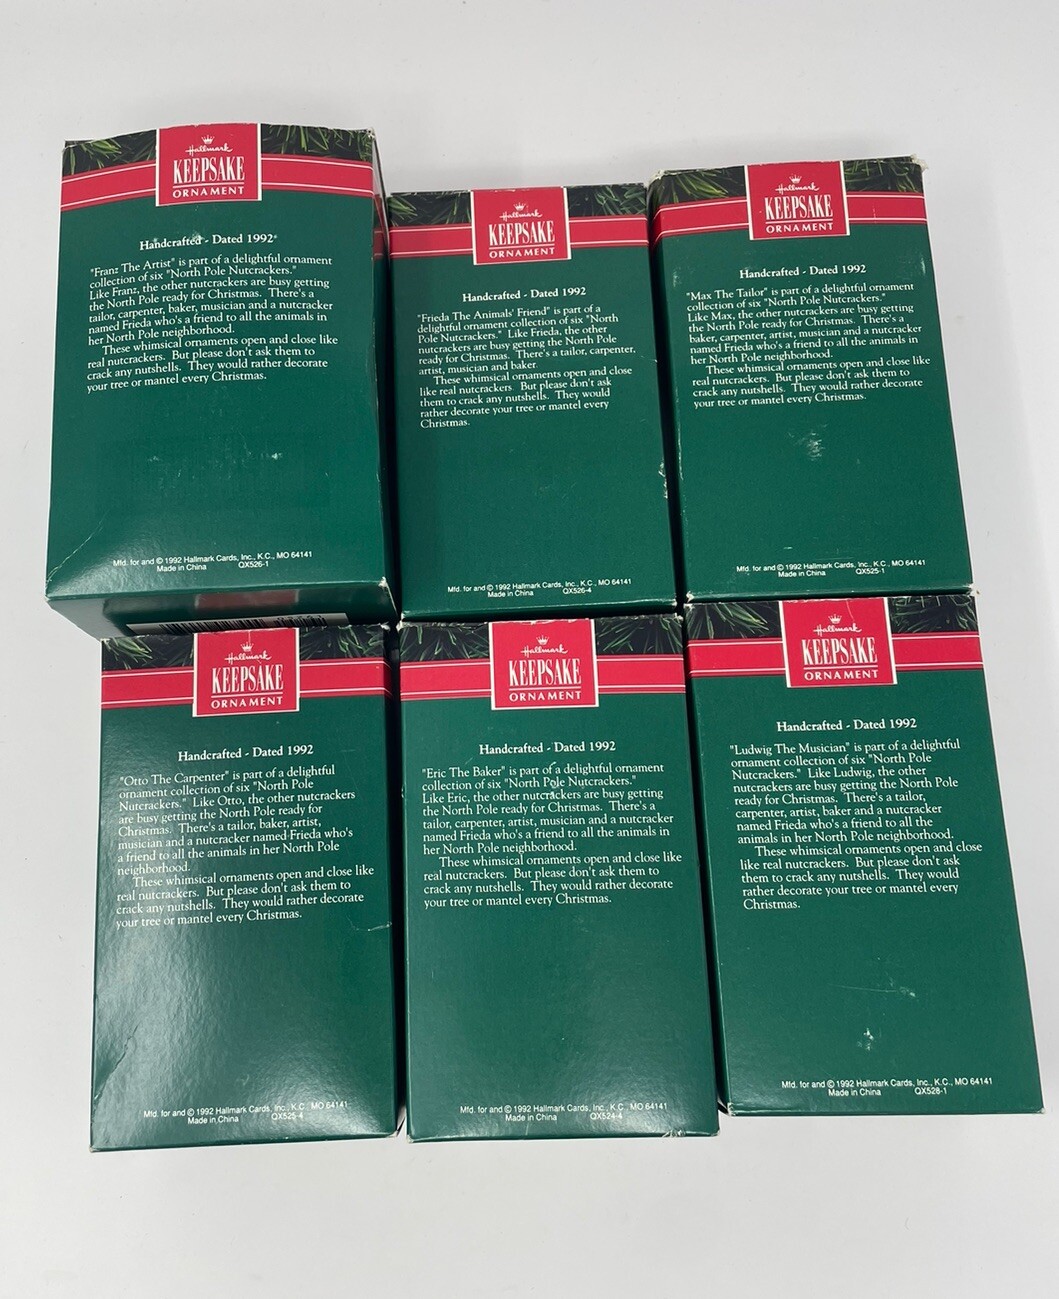 Hallmark
KEEPSAKE
ORNAMENT
Handcrafted - Dated 1992
"Franz The Artist" is part of a delightful ornament
collection of six "North Pole Nutcrackers."
Like Franz, the other nutcrackers are busy getting
the North Pole ready for Christmas. There's a
tailor, carpenter, baker, musician and a nutcracker
named Frieda who's a friend to all the animals in
her North Pole neighborhood.
These whimsical ornaments open and close like
real nutcrackers. But please don't ask them to
crack any nutshells. They would rather decorate
your tree or mantel every Christmas.
Mfd. for and © 1992 Hallmark Cards, Inc., K.C., MO 64141
Made in China QX526-1
Hallmark
KEEPSAKE
ORNAMENT
Handcrafted - Dated 1992
"Frieda The Animals' Friend" is part of a
delightful ornament collection of six "North
Pole Nutcrackers." Like Frieda, the other
nutcrackers are busy getting the North Pole
ready for Christmas. There's a tailor, carpenter,
artist, musician and baker.
These whimsical ornaments open and close
like real nutcrackers. But please don't ask
them to crack any nutshells. They would
rather decorate your tree or mantel every
Christmas.
Mfd. for and © 1992 Hallmark Cards, Inc., K.C., MO 64141
Made in China QX526-4
Hallmark
KEEPSAKE
ORNAMENT
Handcrafted - Dated 1992
"Max The Tailor" is part of a delightful ornament
collection of six "North Pole Nutcrackers."
Like Max, the other nutcrackers are busy getting
the North Pole ready for Christmas. There's a
baker, carpenter, artist, musician and a nutcracker
named Frieda who's a friend to all the animals in
her North Pole neighborhood.
These whimsical ornaments open and close like
real nutcrackers. But please don't ask them to
crack any nutshells. They would rather decorate
your tree or mantel every Christmas.
Mfd. for and © 1992 Hallmark Cards, Inc., K.C., MO 64141
Made in China QX525-1
Hallmark
KEEPSAKE
ORNAMENT
Handcrafted - Dated 1992
"Otto The Carpenter" is part of a delightful
ornament collection of six "North Pole
Nutcrackers." Like Otto, the other nutcrackers
are busy getting the North Pole ready for
Christmas. There's a tailor, baker, artist,
musician and a nutcracker named Frieda who's
a friend to all the animals in her North Pole
neighborhood.
These whimsical ornaments open and close like
real nutcrackers. But please don't ask them to
crack any nutshells. They would rather decorate
your tree or mantel every Christmas.
Mfd. for and © 1992 Hallmark Cards, Inc., K.C., MO 64141
Made in China QX525-4
Hallmark
KEEPSAKE
ORNAMENT
Handcrafted - Dated 1992
"Eric The Baker" is part of a delightful ornament
collection of six "North Pole Nutcrackers."
Like Eric, the other nutcrackers are busy getting
the North Pole ready for Christmas. There's a
tailor, carpenter, artist, musician and a nutcracker
named Frieda who's a friend to all the animals in
her North Pole neighborhood.
These whimsical ornaments open and close like
real nutcrackers. But please don't ask them to
crack any nutshells. They would rather decorate
your tree or mantel every Christmas.
Mfd. for and © 1992 Hallmark Cards, Inc., K.C., MO 64141
Made in China QX524-4
Hallmark
KEEPSAKE
ORNAMENT
Handcrafted - Dated 1992
"Ludwig The Musician" is part of a delightful
ornament collection of six "North Pole
Nutcrackers." Like Ludwig, the other
nutcrackers are busy getting the North Pole
ready for Christmas. There's a tailor,
carpenter, artist, baker and a nutcracker
named Frieda who's a friend to all the
animals in her North Pole neighborhood.
These whimsical ornaments open and close
like real nutcrackers. But please don't ask
them to crack any nutshells. They would
rather decorate your tree or mantel every
Christmas.
Mfd. for and © 1992 Hallmark Cards, Inc., K.C., MO 64141
Made in China QX528-1